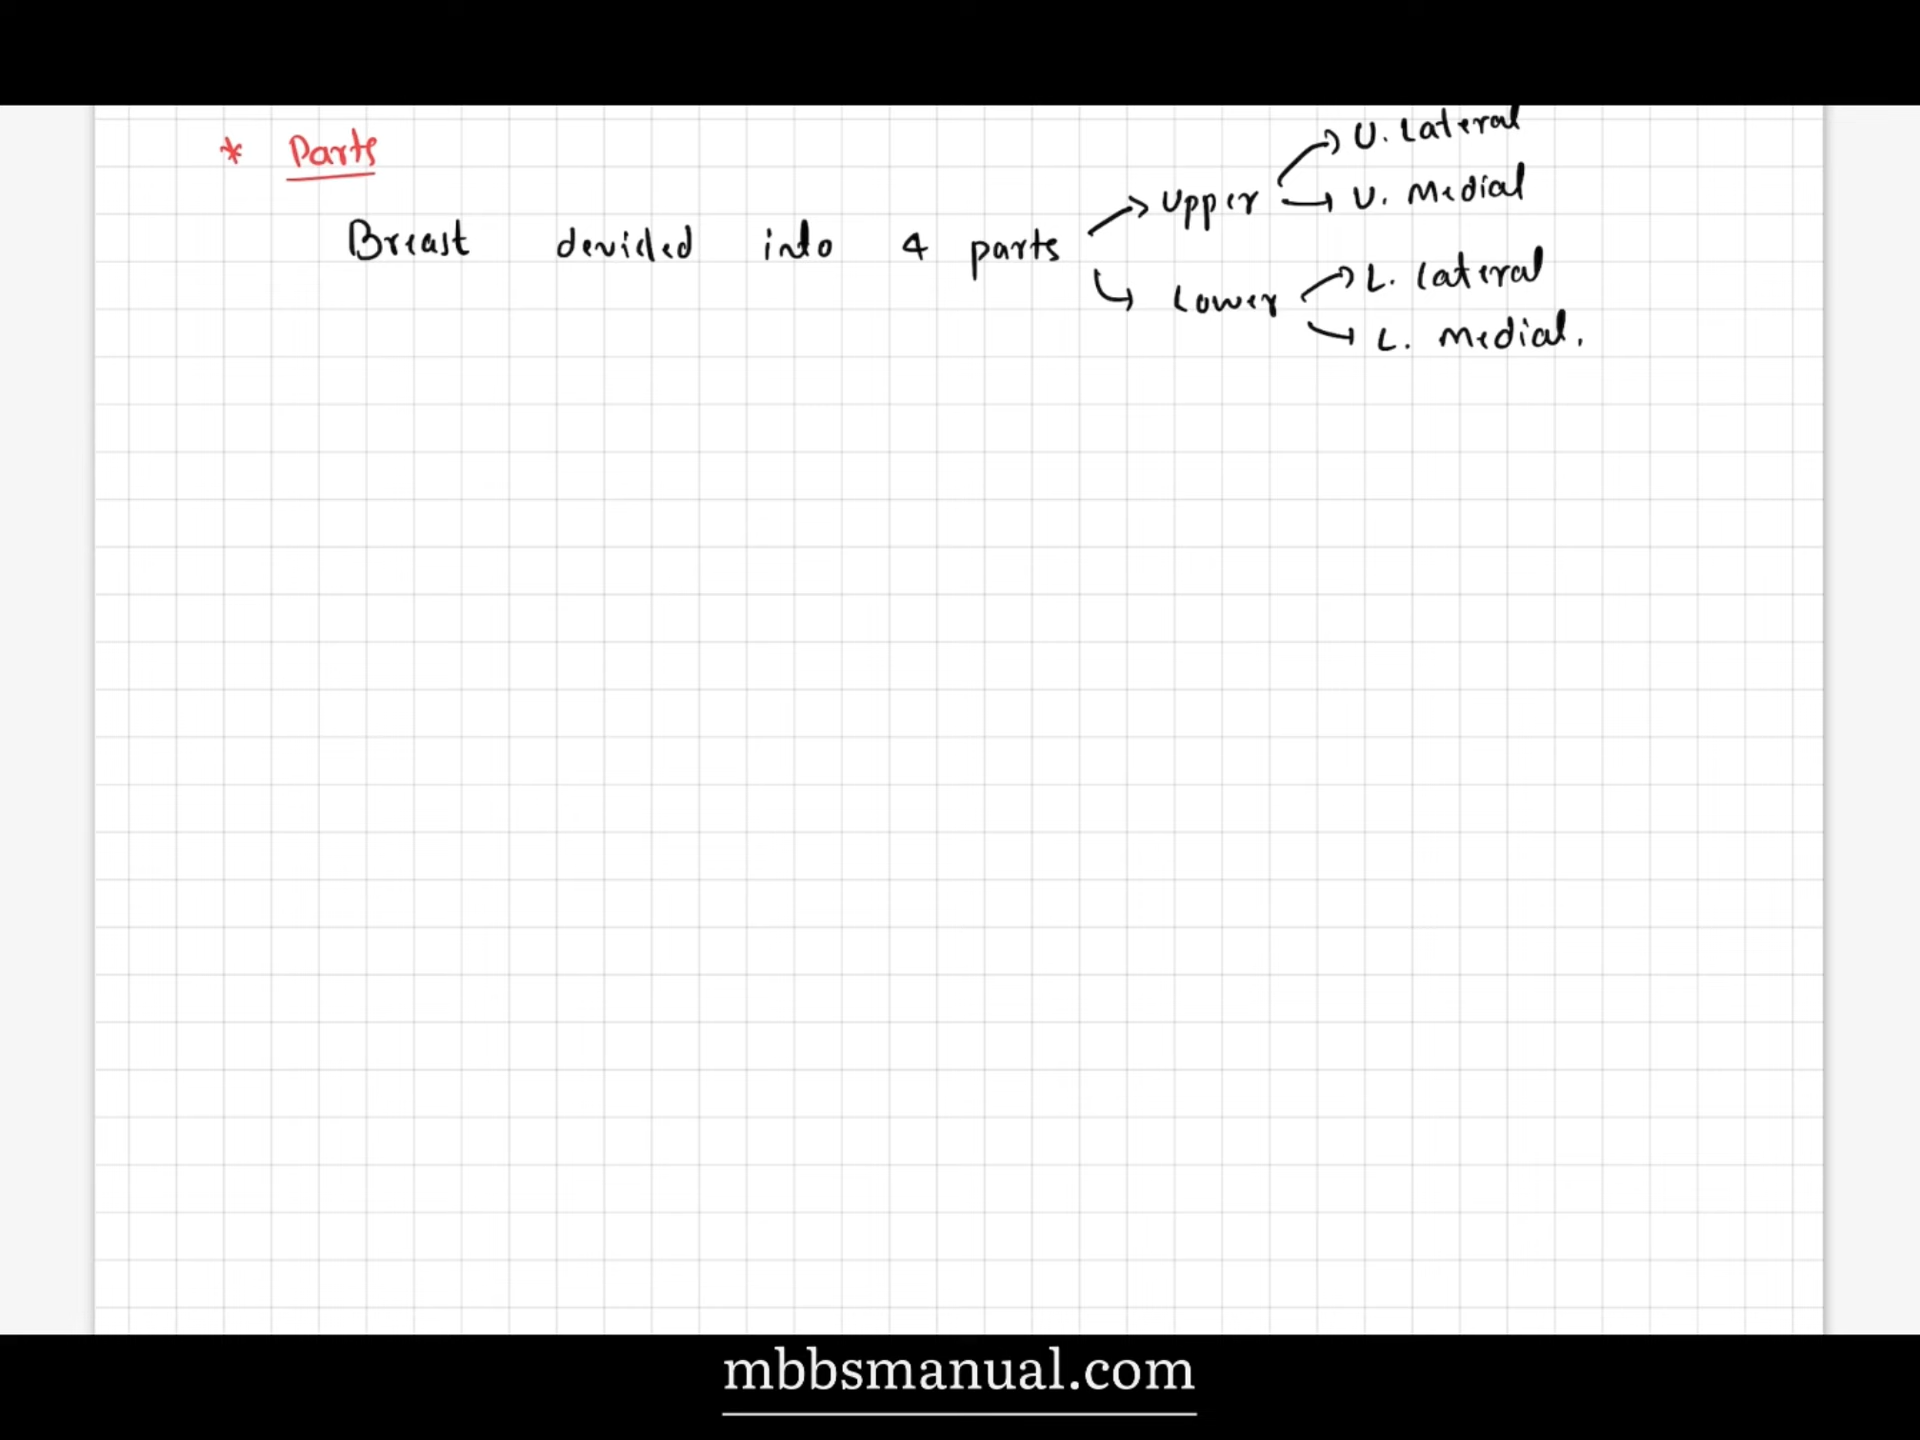 * Parts
Breast devided into 4 parts
Upper
U. Lateral
U. Medial
Lower
L. lateral
L. Medial.
mbbsmanual.com